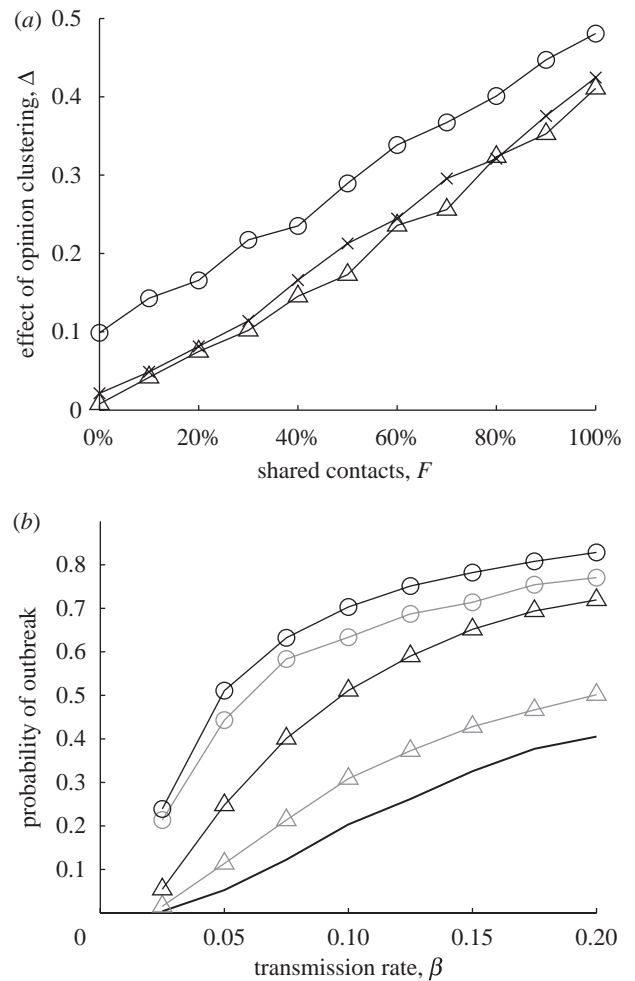 (a)
0.5
0.4
0.3
0.2
0.1
0
effect of opinion clustering, Δ
0% 20% 40% 60% 80% 100%
shared contacts, F
(b)
0.8
0.7
0.6
0.5
0.4
0.3
0.2
0.1
probability of outbreak
0 0.05 0.10 0.15 0.20
transmission rate, β